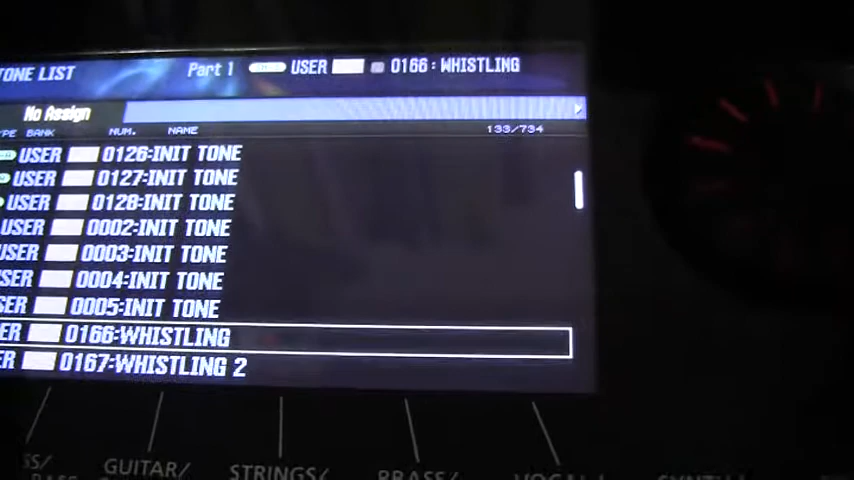 TONE LIST
Part 1 USER 0166:WHISTLING
No Assign
BANK NUM. NAME 133/734
USER 0126:INIT TONE
USER 0127:INIT TONE
USER 0128:INIT TONE
USER 0002:INIT TONE
USER 0003:INIT TONE
0004:INIT TONE
0005:INIT TONE
0166:WHISTLING
0167:WHISTLING 2
GUITAR/
STRINGS/
BRASS/